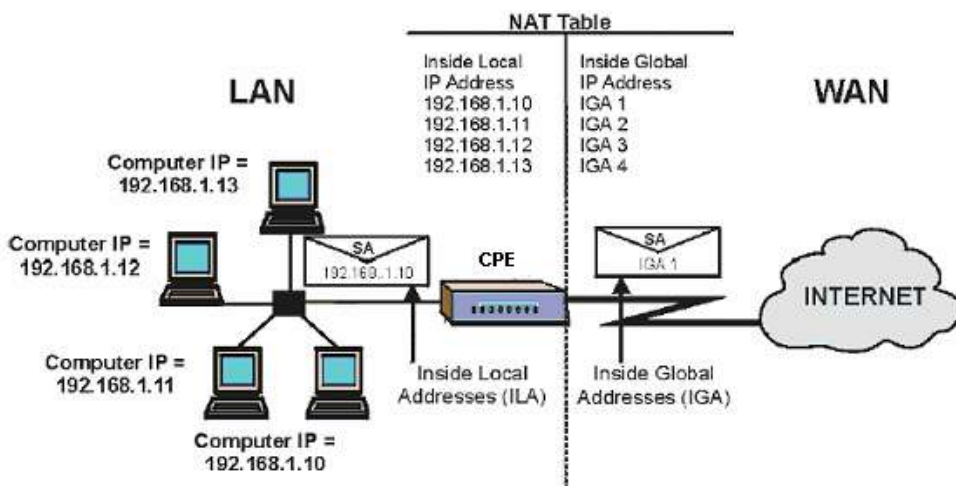 NAT Table
Inside Local
IP Address
192.168.1.10
192.168.1.11
192.168.1.12
192.168.1.13
Inside Global
IP Address
IGA 1
IGA 2
IGA 3
IGA 4
LAN
WAN
Computer IP =
192.168.1.13
Computer IP =
192.168.1.12
Computer IP =
192.168.1.11
Computer IP =
192.168.1.10
SA
192.168..1.10
CPE
SA
IGA 1
INTERNET
Inside Local
Addresses (ILA)
Inside Global
Addresses (IGA)